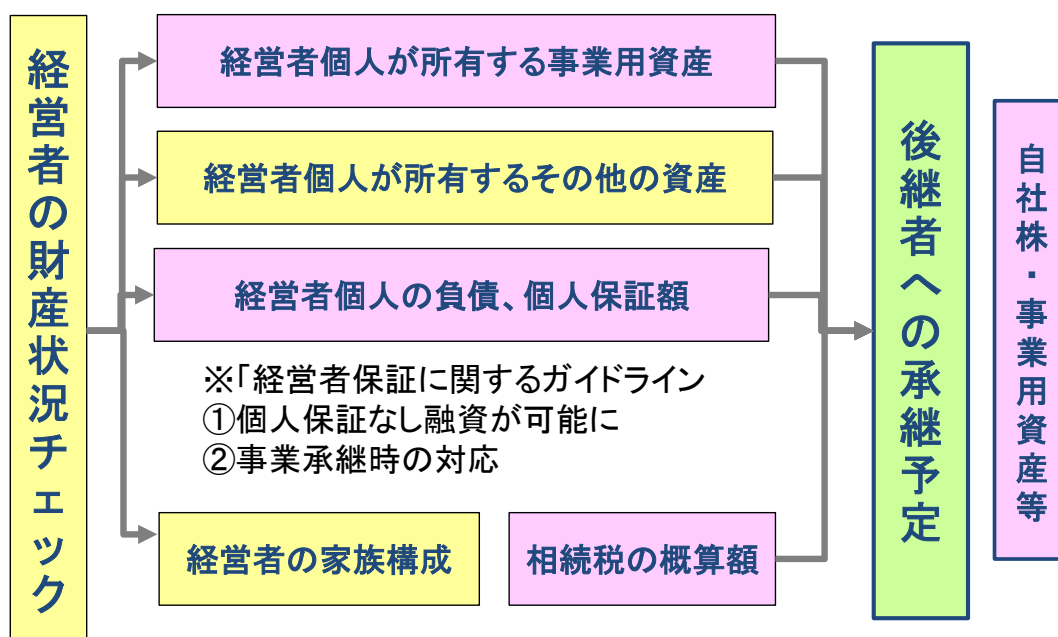 経営者の財産状況チェック
経営者個人が所有する事業用資産
経営者個人が所有するその他の資産
経営者個人の負債、個人保証額
※「経営者保証に関するガイドライン
①個人保証なし融資が可能に
②事業承継時の対応
経営者の家族構成
相続税の概算額
後継者への承継予定
自社株・事業用資産等